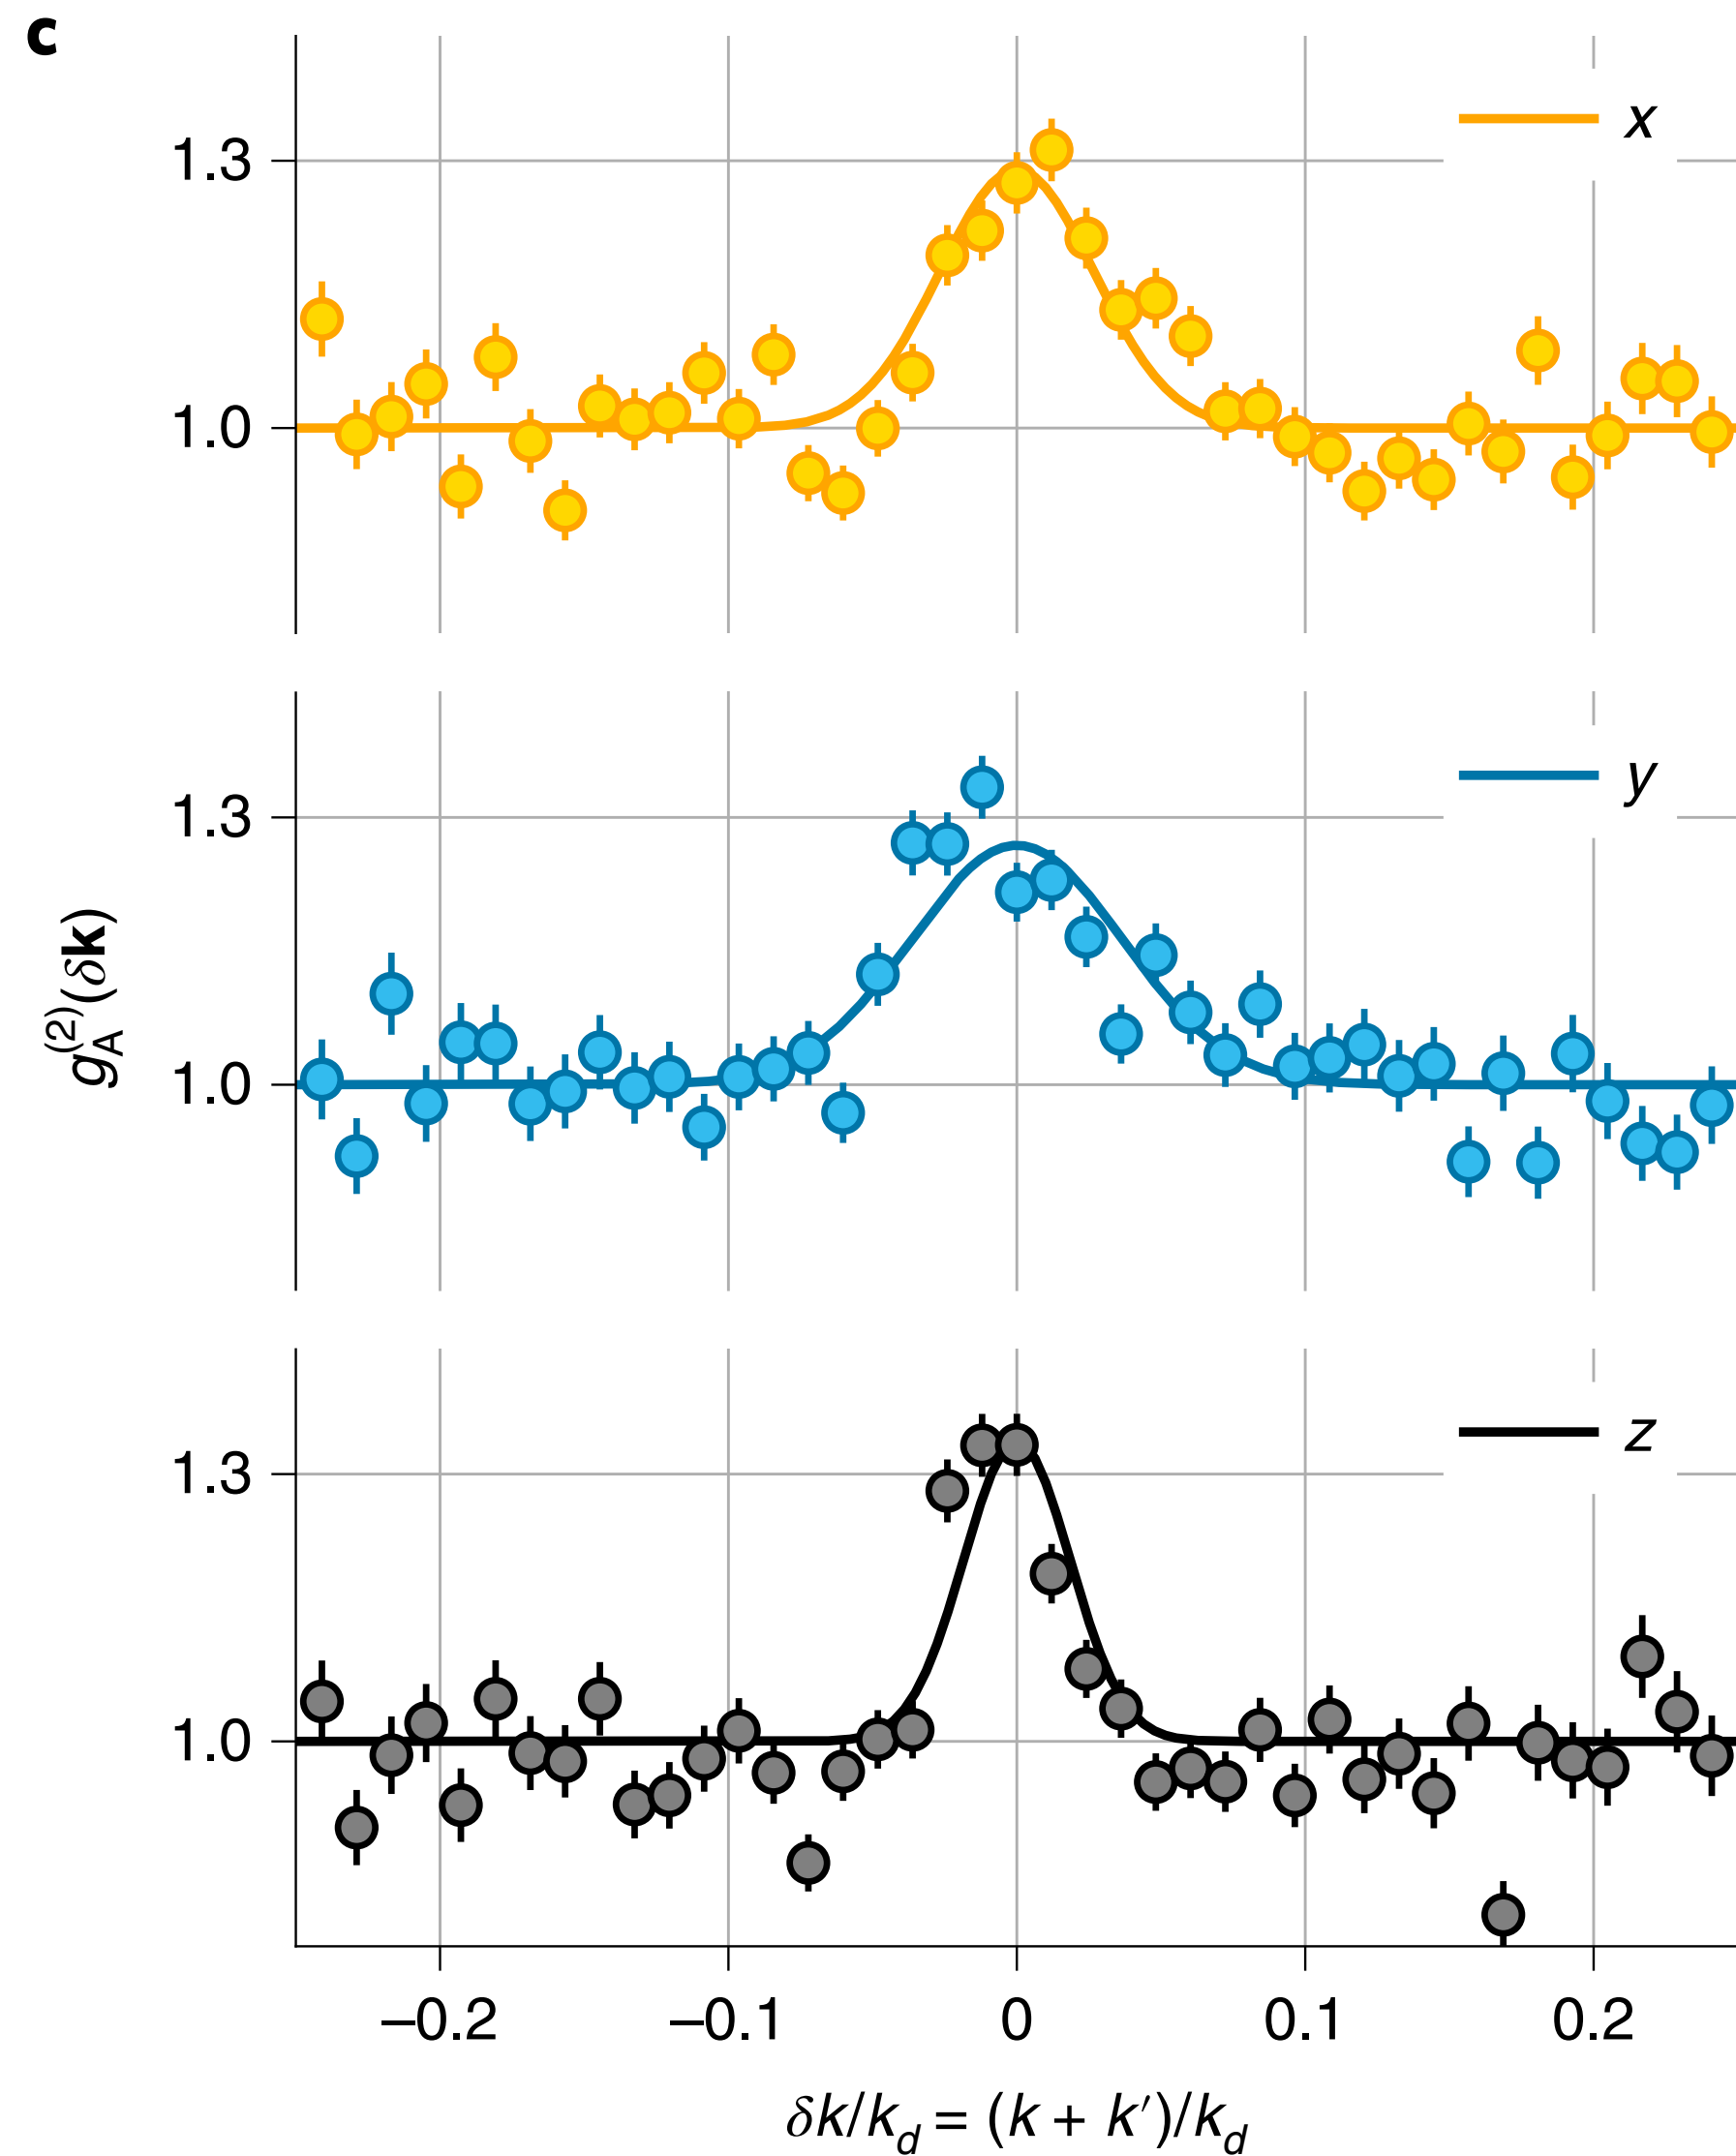 c
1.3
x
1.0
1.3
y
g_A^(2)(δk)
1.0
1.3
z
1.0
−0.2 −0.1 0 0.1 0.2
δk/k_d = (k + k′)/k_d